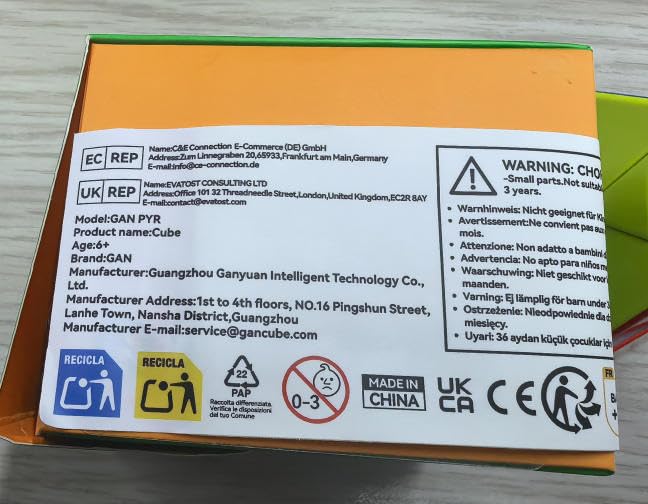 EC REP
Name:C&E Connection E-Commerce (DE) GmbH
Address:Zum Linnegraben 20,65933,Frankfurt am Main,Germany
E-mail:info@ce-connection.de
UK REP
Name:EVATOST CONSULTING LTD
Address:Office 101 32 Threadneedle Street,London,United Kingdom,EC2R 8AY
E-mail:contact@evatost.com
Model:GAN PYR
Product name:Cube
Age:6+
Brand:GAN
Manufacturer:Guangzhou Ganyuan Intelligent Technology Co.,
Ltd.
Manufacturer Address:1st to 4th floors, NO.16 Pingshun Street,
Lanhe Town, Nansha District,Guangzhou
Manufacturer E-mail:service@gancube.com
WARNING:
-Small parts.Not
3 years.
• Warnhinweis: Nicht geeignet für
• Avertissement:Ne convient pas
mois.
• Attenzione: Non adatto a bambini
• Advertencia: No apto para niños
• Waarschuwing: Niet geschikt voor
maanden.
• Varning: Ej lämplig för barn under
• Ostrzeżenie: Nieodpowiednie dla
miesięcy.
• Uyari: 36 aydan küçük çocuklar
RECICLA
RECICLA
22
PAP
Raccolta differenziata.
Verifica le disposizioni
dal tuo Comune
0-3
MADE IN
CHINA
UK
CA
CE
FR